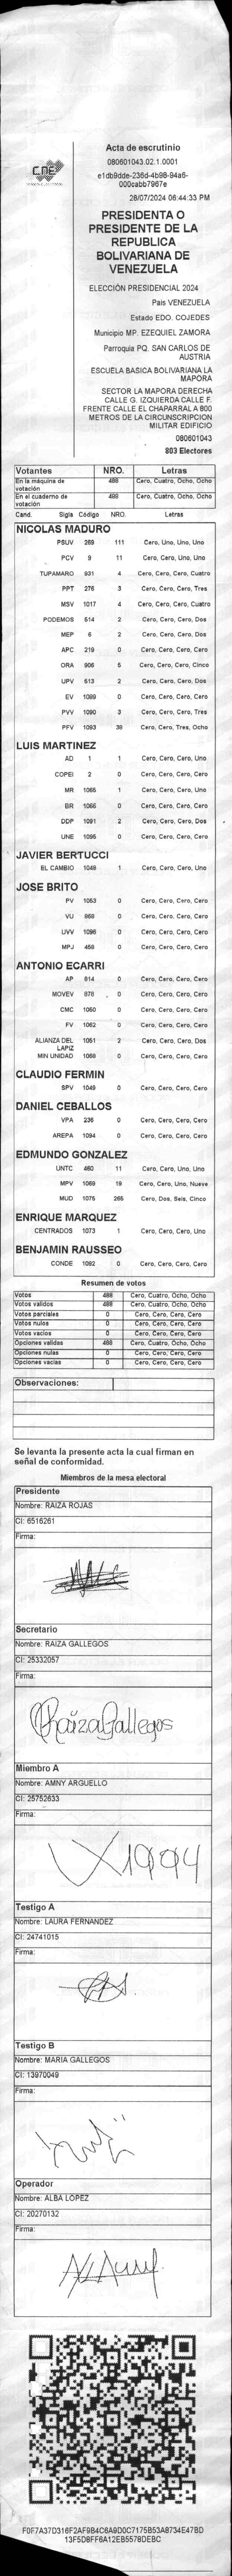 CNE
Acta de escrutinio
080601043.02.1.0001
e1db9dde-236d-4b98-94a6-
000cabb7967e
28/07/2024 06:44:33 PM
PRESIDENTA O
PRESIDENTE DE LA
REPUBLICA
BOLIVARIANA DE
VENEZUELA
ELECCIÓN PRESIDENCIAL 2024
Pais VENEZUELA
Estado EDO. COJEDES
Municipio MP. EZEQUIEL ZAMORA
Parroquia PQ. SAN CARLOS DE
AUSTRIA
ESCUELA BASICA BOLIVARIANA LA
MAPORA
SECTOR LA MAPORA DERECHA
CALLE G. IZQUIERDA CALLE F.
FRENTE CALLE EL CHAPARRAL A 800
METROS DE LA CIRCUNSCRIPCION
MILITAR EDIFICIO
080601043
803 Electores
Votantes NRO. Letras
En la máquina de votación 488 Cero, Cuatro, Ocho, Ocho
En el cuaderno de votación 488 Cero, Cuatro, Ocho, Ocho
Cand. Sigla Código NRO. Letras
NICOLAS MADURO
PSUV 269 111 Cero, Uno, Uno, Uno
PCV 9 11 Cero, Cero, Uno, Uno
TUPAMARO 931 4 Cero, Cero, Cero, Cuatro
PPT 276 3 Cero, Cero, Cero, Tres
MSV 1017 4 Cero, Cero, Cero, Cuatro
PODEMOS 514 2 Cero, Cero, Cero, Dos
MEP 6 2 Cero, Cero, Cero, Dos
APC 219 0 Cero, Cero, Cero, Cero
ORA 906 5 Cero, Cero, Cero, Cinco
UPV 513 2 Cero, Cero, Cero, Dos
EV 1089 0 Cero, Cero, Cero, Cero
PVV 1090 3 Cero, Cero, Cero, Tres
PFV 1093 38 Cero, Cero, Tres, Ocho
LUIS MARTINEZ
AD 1 1 Cero, Cero, Cero, Uno
COPEI 2 0 Cero, Cero, Cero, Cero
MR 1065 1 Cero, Cero, Cero, Uno
BR 1066 0 Cero, Cero, Cero, Cero
DDP 1091 2 Cero, Cero, Cero, Dos
UNE 1095 0 Cero, Cero, Cero, Cero
JAVIER BERTUCCI
EL CAMBIO 1048 1 Cero, Cero, Cero, Uno
JOSE BRITO
PV 1053 0 Cero, Cero, Cero, Cero
VU 869 0 Cero, Cero, Cero, Cero
UVV 1096 0 Cero, Cero, Cero, Cero
MPJ 458 0 Cero, Cero, Cero, Cero
ANTONIO ECARRI
AP 814 0 Cero, Cero, Cero, Cero
MOVEV 878 0 Cero, Cero, Cero, Cero
CMC 1050 0 Cero, Cero, Cero, Cero
FV 1062 0 Cero, Cero, Cero, Cero
ALIANZA DEL LAPIZ 1051 2 Cero, Cero, Cero, Dos
MIN UNIDAD 1069 0 Cero, Cero, Cero, Cero
CLAUDIO FERMIN
SPV 1049 0 Cero, Cero, Cero, Cero
DANIEL CEBALLOS
VPA 236 0 Cero, Cero, Cero, Cero
AREPA 1094 0 Cero, Cero, Cero, Cero
EDMUNDO GONZALEZ
UNTC 460 11 Cero, Cero, Uno, Uno
MPV 1069 19 Cero, Cero, Uno, Nueve
MUD 1075 265 Cero, Dos, Seis, Cinco
ENRIQUE MARQUEZ
CENTRADOS 1073 1 Cero, Cero, Cero, Uno
BENJAMIN RAUSSEO
CONDE 1092 0 Cero, Cero, Cero, Cero
Resumen de votos
Votos 488 Cero, Cuatro, Ocho, Ocho
Votos validos 488 Cero, Cuatro, Ocho, Ocho
Votos parciales 0 Cero, Cero, Cero, Cero
Votos nulos 0 Cero, Cero, Cero, Cero
Votos vacios 0 Cero, Cero, Cero, Cero
Opciones validas 488 Cero, Cuatro, Ocho, Ocho
Opciones nulas 0 Cero, Cero, Cero, Cero
Opciones vacias 0 Cero, Cero, Cero, Cero
Observaciones:
Se levanta la presente acta la cual firman en
señal de conformidad.
Miembros de la mesa electoral
Presidente
Nombre: RAIZA ROJAS
CI: 6516261
Firma:
Secretario
Nombre: RAIZA GALLEGOS
CI: 25332057
Firma:
Raiza Gallegos
Miembro A
Nombre: AMNY ARGUELLO
CI: 25752633
Firma:
Testigo A
Nombre: LAURA FERNANDEZ
CI: 24741015
Firma:
Testigo B
Nombre: MARIA GALLEGOS
CI: 13970049
Firma:
Operador
Nombre: ALBA LOPEZ
CI: 20270132
Firma:
F0F7A37D316F2AF9B4C6A9D0C7175B53A8734E47BD
13F5D8FF6A12EB5578DEBC